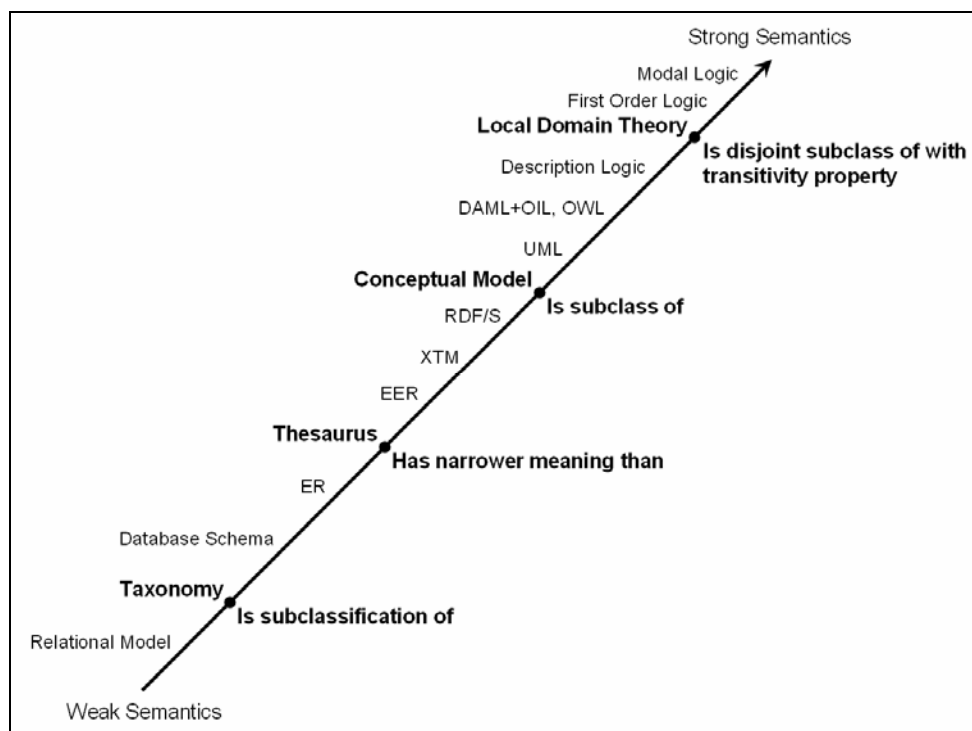 Strong Semantics
Modal Logic
First Order Logic
Local Domain Theory
Is disjoint subclass of with
transitivity property
Description Logic
DAML+OIL, OWL
UML
Conceptual Model
Is subclass of
RDF/S
XTM
EER
Thesaurus
Has narrower meaning than
ER
Database Schema
Taxonomy
Is subclassification of
Relational Model
Weak Semantics